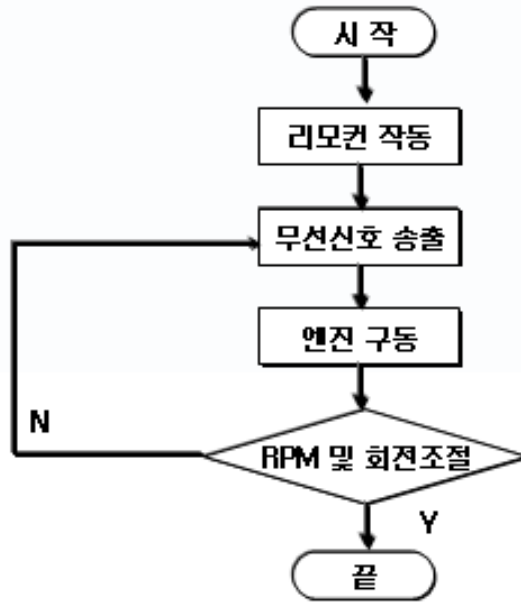 시 작
리모컨 작동
무선신호 송출
엔진 구동
N
RPM 및 회전조절
Y
끝